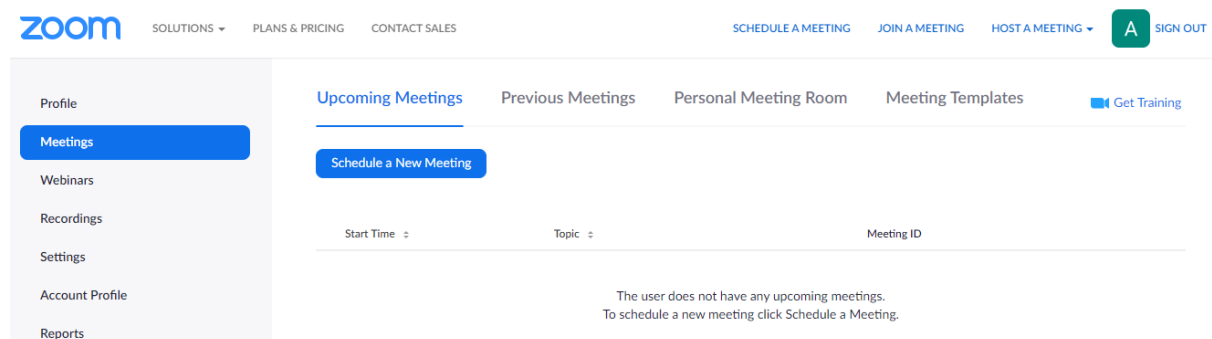 zoom SOLUTIONS PLANS & PRICING CONTACT SALES SCHEDULE A MEETING JOIN A MEETING HOST A MEETING A SIGN OUT
Profile
Meetings
Webinars
Recordings
Settings
Account Profile
Reports
Upcoming Meetings Previous Meetings Personal Meeting Room Meeting Templates Get Training
Schedule a New Meeting
Start Time Topic Meeting ID
The user does not have any upcoming meetings.
To schedule a new meeting click Schedule a Meeting.